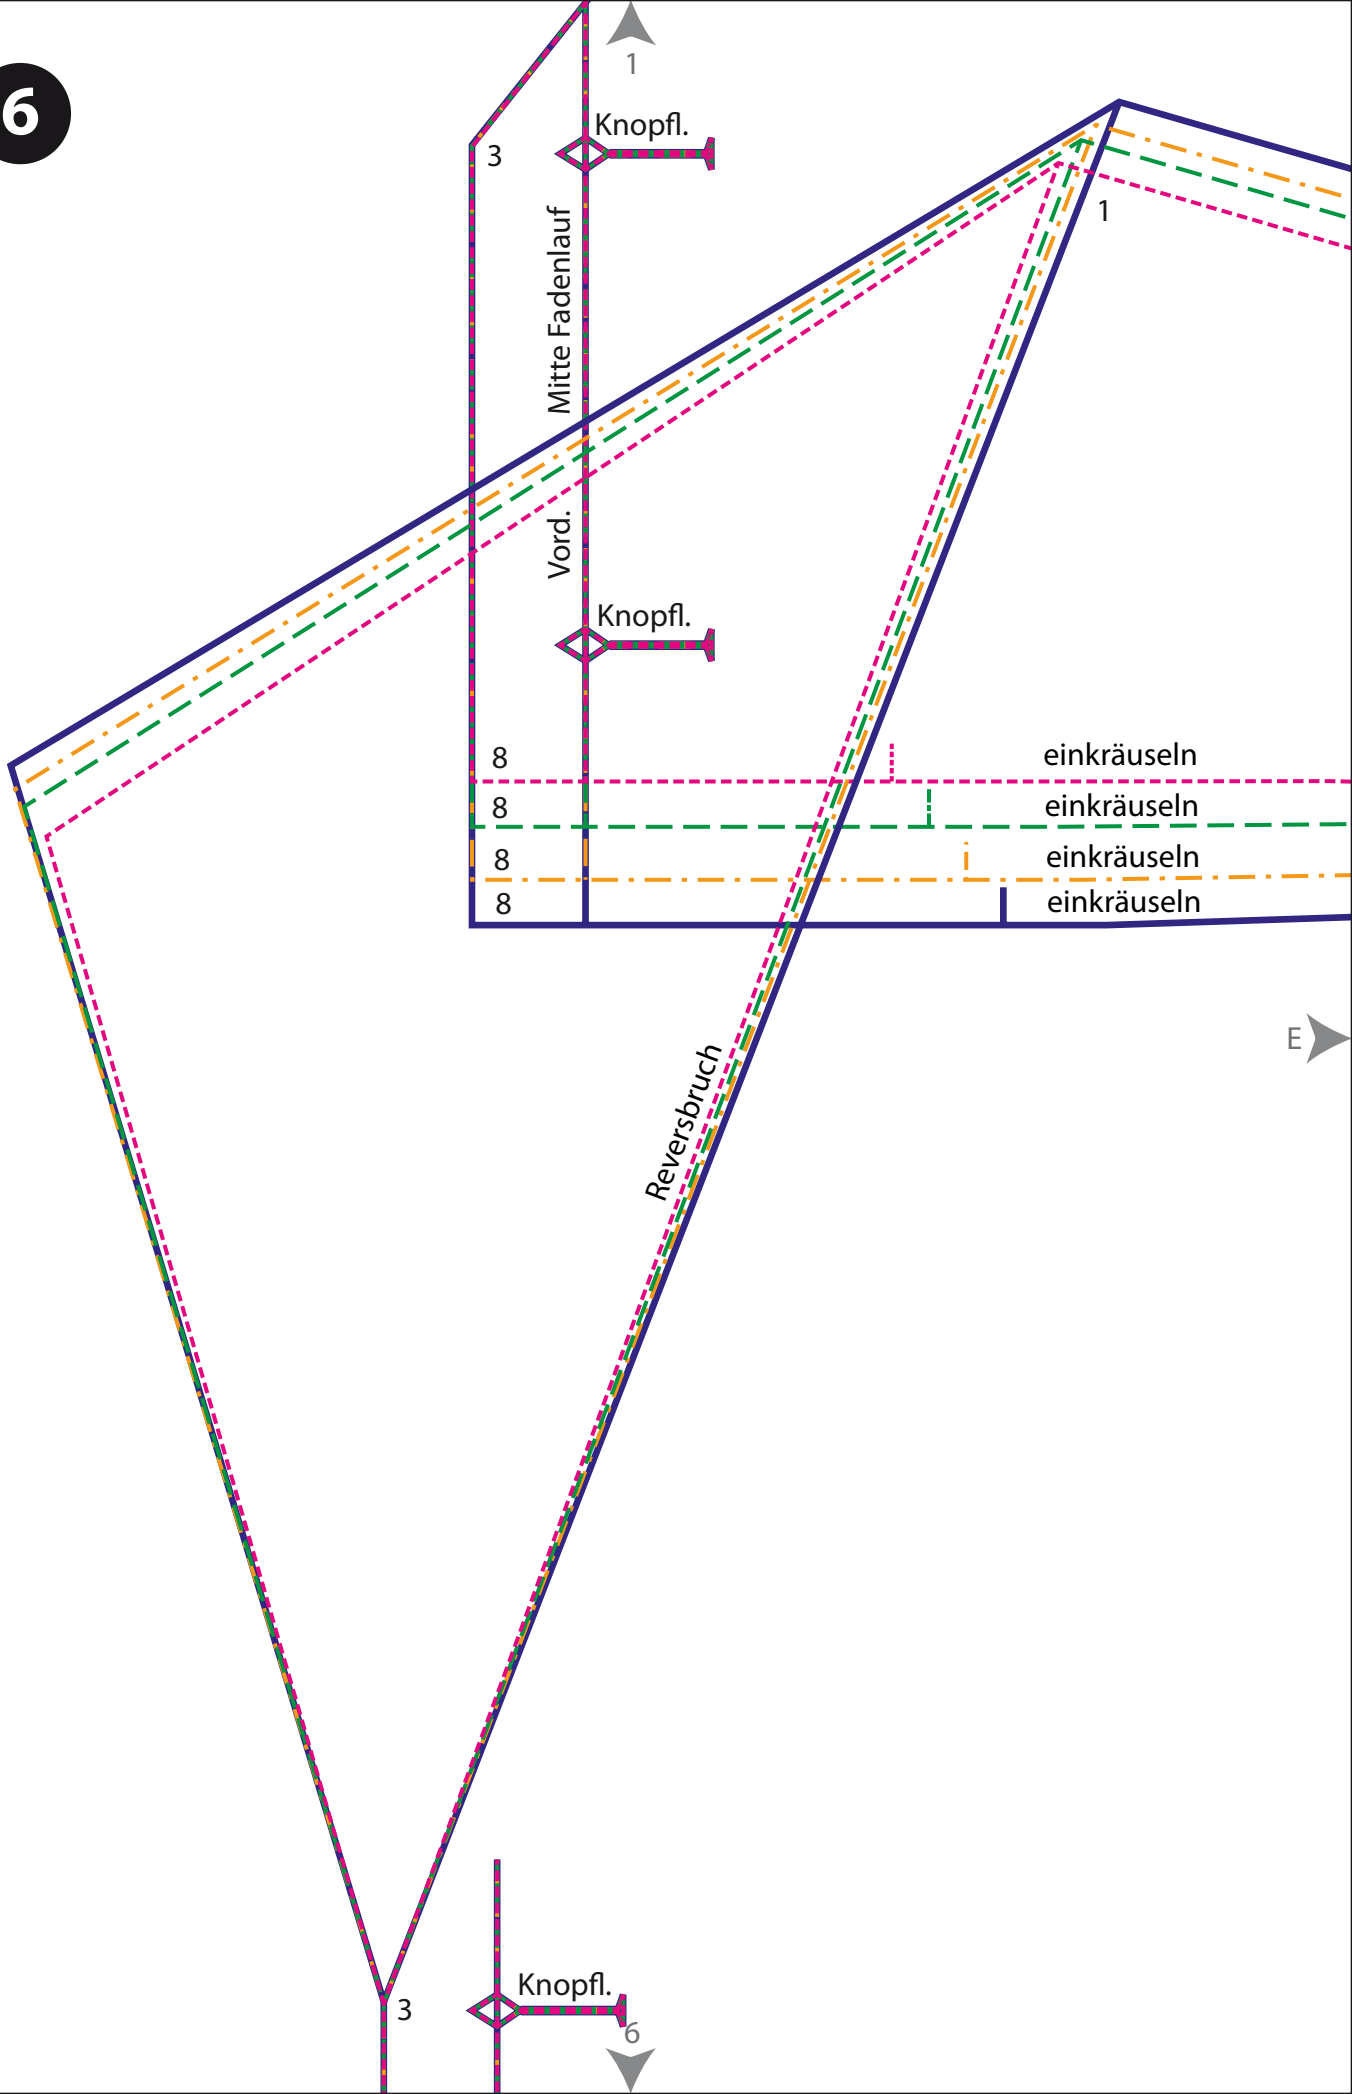 6
1
Knopfl.
3
1
Mitte Fadenlauf
Vord.
Knopfl.
8 einkräuseln
8 einkräuseln
8 einkräuseln
8 einkräuseln
E
Reversbruch
Knopfl.
3
6